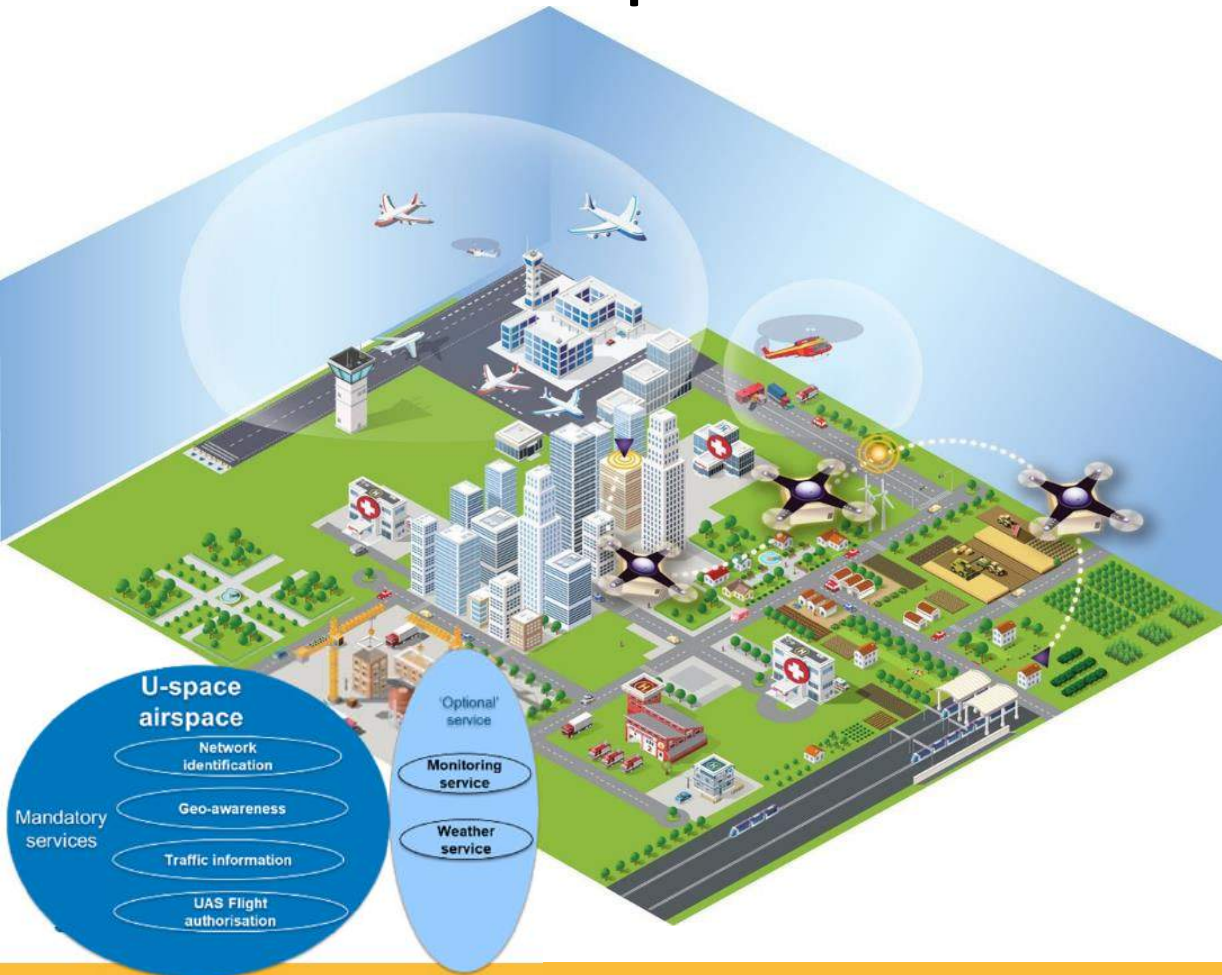 U-space
airspace
Network
identification
Geo-awareness
Mandatory
services
Traffic information
UAS Flight
authorisation
'Optional'
service
Monitoring
service
Weather
service
H
H